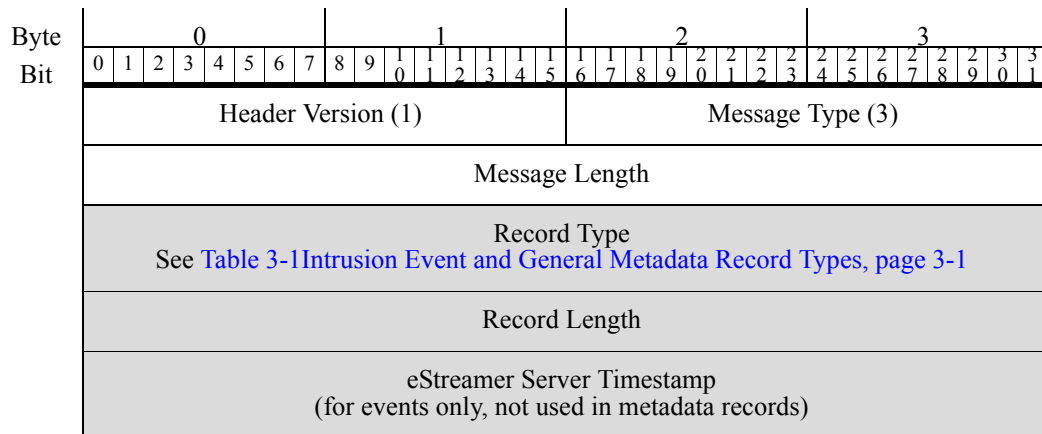 Byte 0 1 2 3
Bit 0 1 2 3 4 5 6 7 8 9 10 11 12 13 14 15 16 17 18 19 20 21 22 23 24 25 26 27 28 29 30 31
Header Version (1) Message Type (3)
Message Length
Record Type
See Table 3-1Intrusion Event and General Metadata Record Types, page 3-1
Record Length
eStreamer Server Timestamp
(for events only, not used in metadata records)